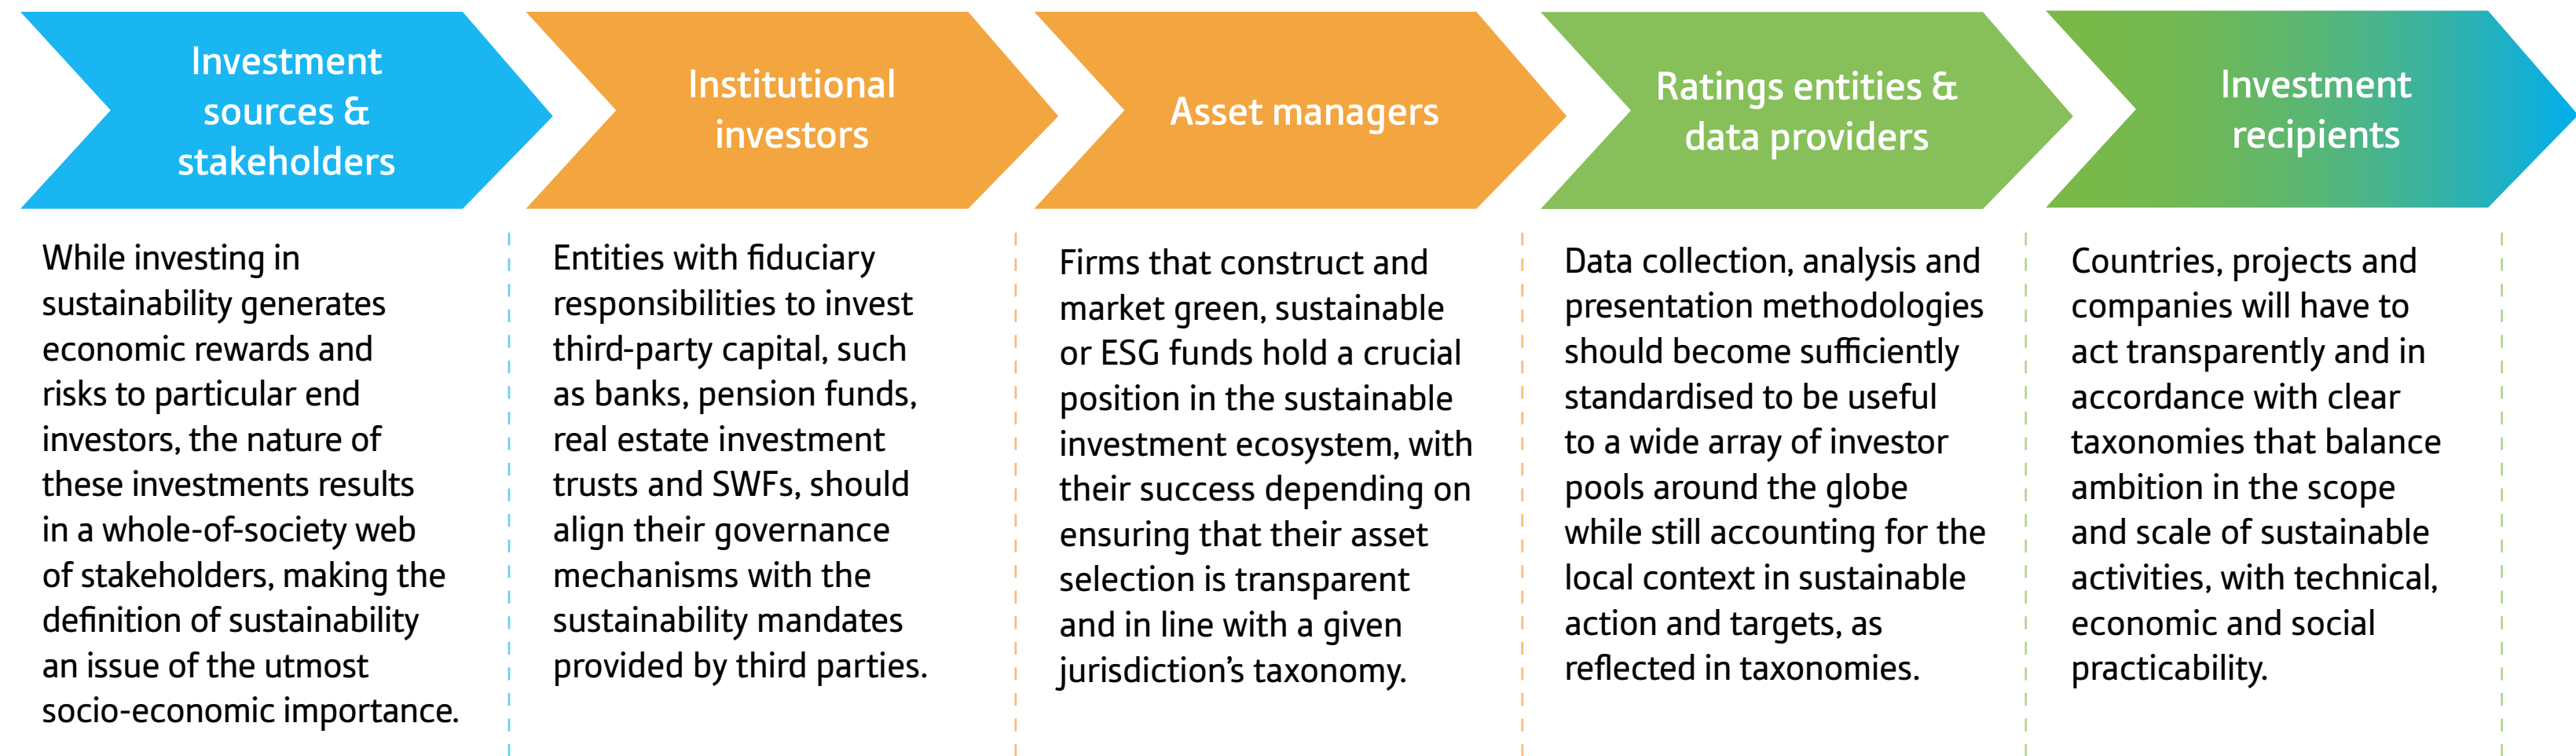 Investment
sources &
stakeholders
While investing in
sustainability generates
economic rewards and
risks to particular end
investors, the nature of
these investments results
in a whole-of-society web
of stakeholders, making the
definition of sustainability
an issue of the utmost
socio-economic importance.
Institutional
investors
Entities with fiduciary
responsibilities to invest
third-party capital, such
as banks, pension funds,
real estate investment
trusts and SWFs, should
align their governance
mechanisms with the
sustainability mandates
provided by third parties.
Asset managers
Firms that construct and
market green, sustainable
or ESG funds hold a crucial
position in the sustainable
investment ecosystem, with
their success depending on
ensuring that their asset
selection is transparent
and in line with a given
jurisdiction’s taxonomy.
Ratings entities &
data providers
Data collection, analysis and
presentation methodologies
should become sufficiently
standardised to be useful
to a wide array of investor
pools around the globe
while still accounting for the
local context in sustainable
action and targets, as
reflected in taxonomies.
Investment
recipients
Countries, projects and
companies will have to
act transparently and in
accordance with clear
taxonomies that balance
ambition in the scope
and scale of sustainable
activities, with technical,
economic and social
practicability.